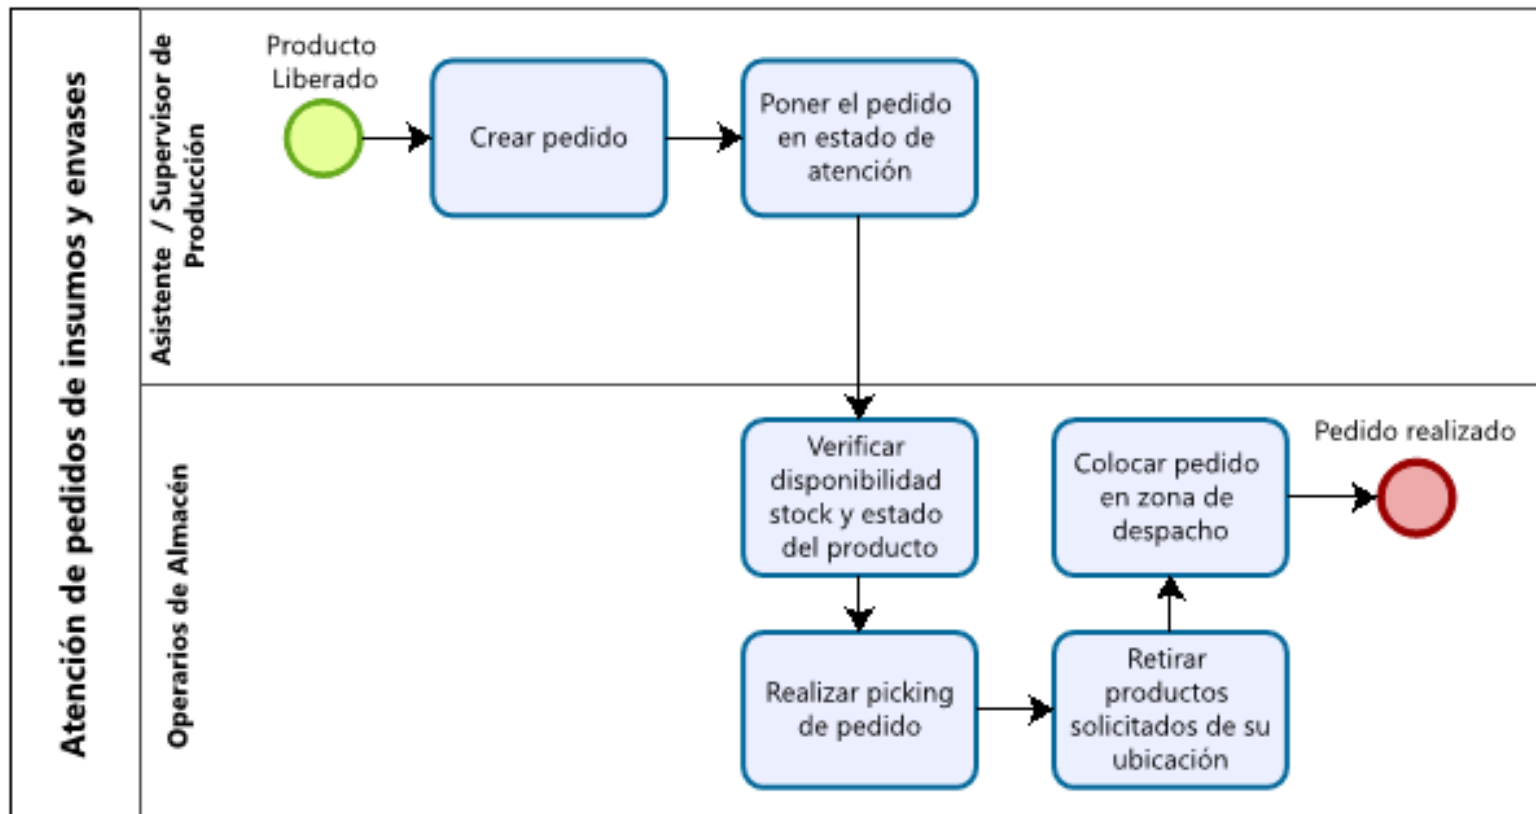 Atención de pedidos de insumos y envases
Asistente / Supervisor de
Producción
Producto
Liberado
Crear pedido
Poner el pedido
en estado de
atención
Operarios de Almacén
Verificar
disponibilidad
stock y estado
del producto
Realizar picking
de pedido
Retirar
productos
solicitados de su
ubicación
Colocar pedido
en zona de
despacho
Pedido realizado